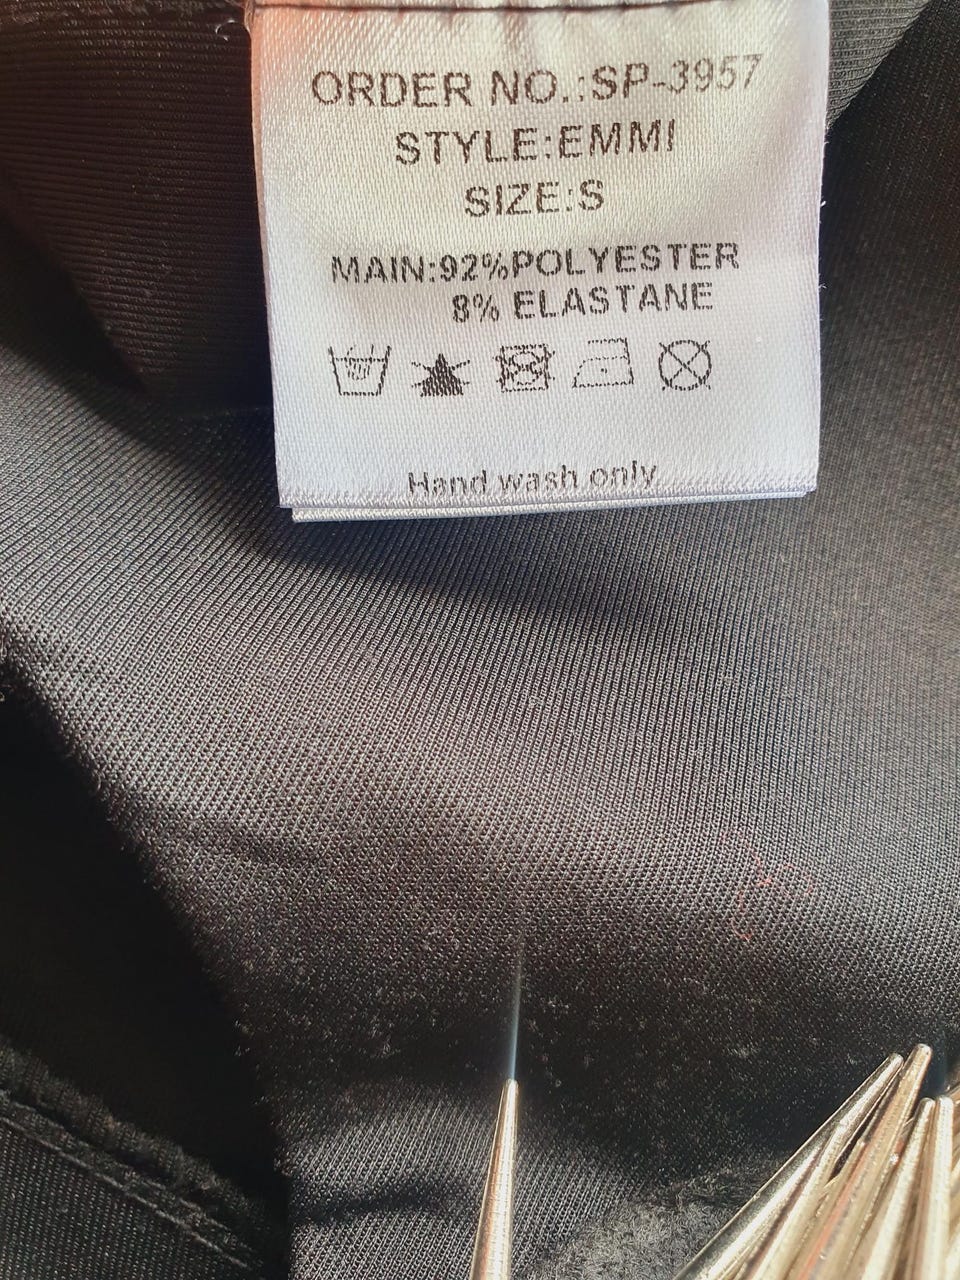 ORDER NO.:SP-3957
STYLE:EMMI
SIZE:S
MAIN:92%POLYESTER
8% ELASTANE
Hand wash only